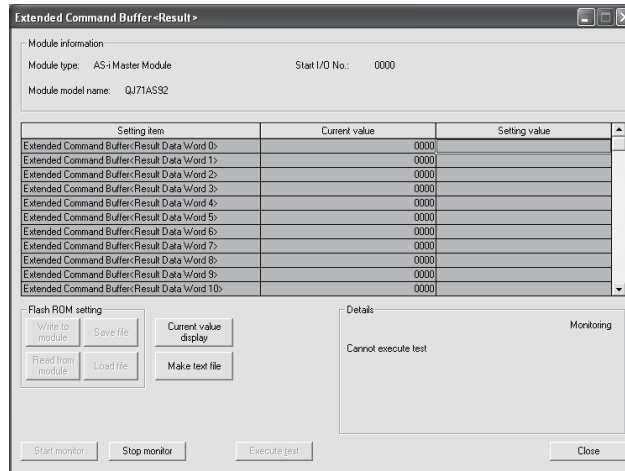 Extended Command Buffer<Result>
Module information
Module type: AS-i Master Module Start I/O No.: 0000
Module model name: QJ71AS92
Setting item Current value Setting value
Extended Command Buffer<Result Data Word 0> 0000
Extended Command Buffer<Result Data Word 1> 0000
Extended Command Buffer<Result Data Word 2> 0000
Extended Command Buffer<Result Data Word 3> 0000
Extended Command Buffer<Result Data Word 4> 0000
Extended Command Buffer<Result Data Word 5> 0000
Extended Command Buffer<Result Data Word 6> 0000
Extended Command Buffer<Result Data Word 7> 0000
Extended Command Buffer<Result Data Word 8> 0000
Extended Command Buffer<Result Data Word 9> 0000
Extended Command Buffer<Result Data Word 10> 0000
Flash ROM setting
Write to
module
Save file
Current value
display
Read from
module
Load file
Make text file
Details
Monitoring
Cannot execute test
Start monitor
Stop monitor
Execute test
Close